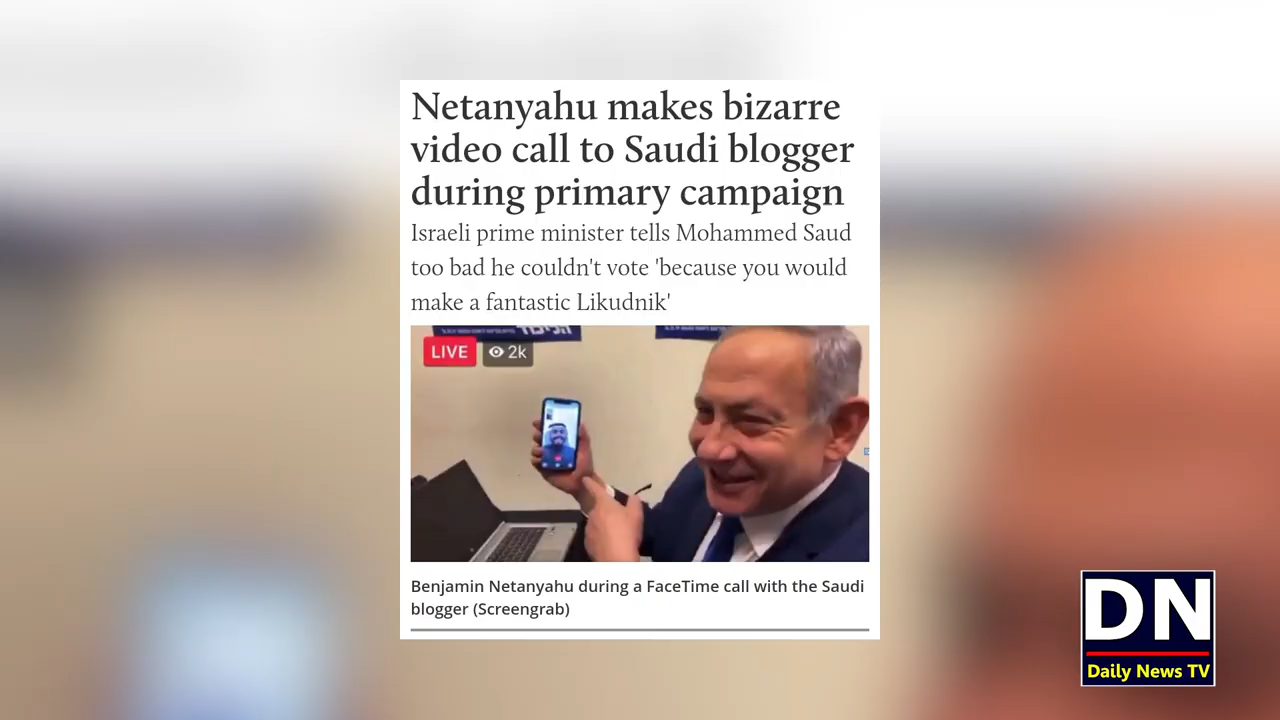 Netanyahu makes bizarre
video call to Saudi blogger
during primary campaign
Israeli prime minister tells Mohammed Saud
too bad he couldn't vote 'because you would
make a fantastic Likudnik'
LIVE 2k
Benjamin Netanyahu during a FaceTime call with the Saudi
blogger (Screengrab)
DN
Daily News TV